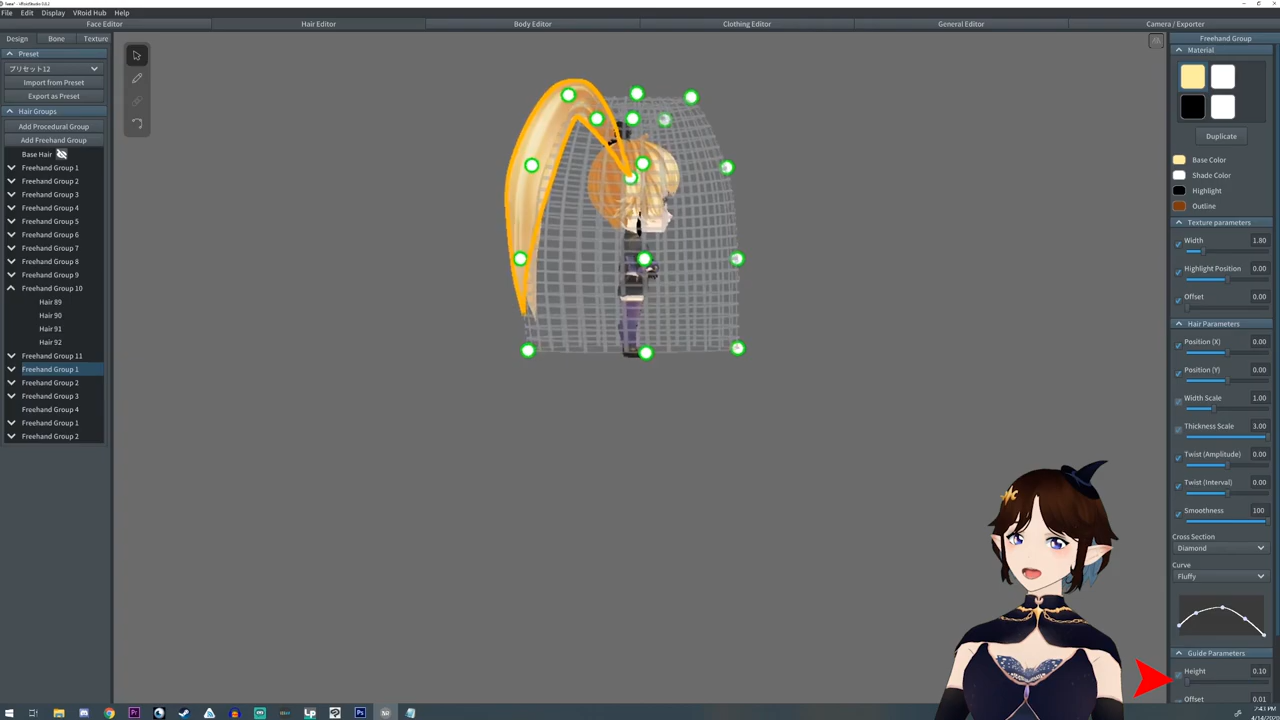 File Edit Display VRoid Hub Help
Face Editor Hair Editor Body Editor Clothing Editor General Editor Camera / Exporter
Design Bone Texture
Preset
プリセット12
Import from Preset
Export as Preset
Hair Groups
Add Procedural Group
Add Freehand Group
Base Hair
Freehand Group 1
Freehand Group 2
Freehand Group 3
Freehand Group 4
Freehand Group 5
Freehand Group 6
Freehand Group 7
Freehand Group 8
Freehand Group 9
Freehand Group 10
Hair 89
Hair 90
Hair 91
Hair 92
Freehand Group 11
Freehand Group 1
Freehand Group 2
Freehand Group 3
Freehand Group 4
Freehand Group 1
Freehand Group 2
Freehand Group
Material
Duplicate
Base Color
Shade Color
Highlight
Outline
Texture parameters
Width 1.80
Highlight Position 0.00
Offset 0.00
Hair Parameters
Position (X) 0.00
Position (Y) 0.00
Width Scale 1.00
Thickness Scale 3.00
Twist (Amplitude) 0.00
Twist (Interval) 0.00
Smoothness 100
Cross Section
Diamond
Curve
Fluffy
Guide Parameters
Height 0.10
Offset 0.01
2:43 PM
4/14/20